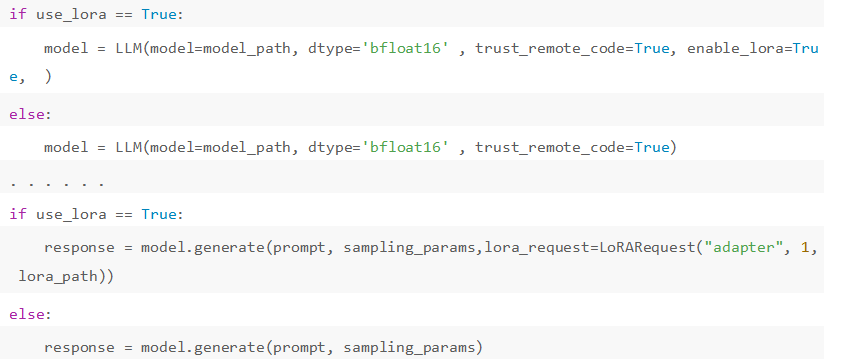 if use_lora == True:
    model = LLM(model=model_path, dtype='bfloat16' , trust_remote_code=True, enable_lora=Tru
e,  )
else:
    model = LLM(model=model_path, dtype='bfloat16' , trust_remote_code=True)
. . . . . .
if use_lora == True:
    response = model.generate(prompt, sampling_params,lora_request=LoRARequest("adapter", 1,
 lora_path))
else:
    response = model.generate(prompt, sampling_params)